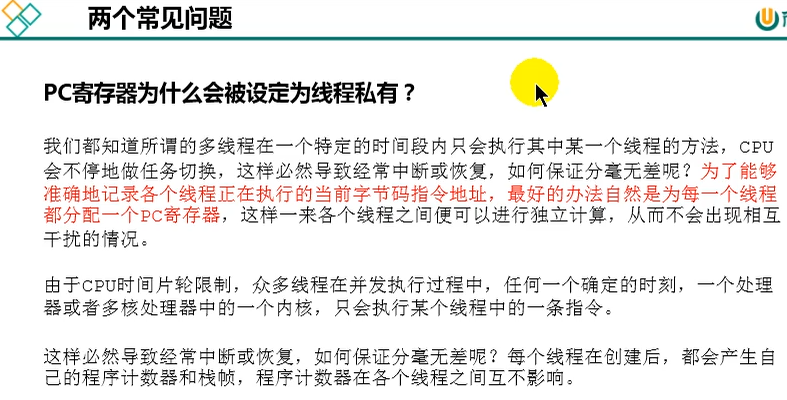 两个常见问题
PC寄存器为什么会被设定为线程私有？
我们都知道所谓的多线程在一个特定的时间段内只会执行其中某一个线程的方法，CPU
会不停地做任务切换，这样必然导致经常中断或恢复，如何保证分毫无差呢？为了能够
准确地记录各个线程正在执行的当前字节码指令地址，最好的办法自然是为每一个线程
都分配一个PC寄存器，这样一来各个线程之间便可以进行独立计算，从而不会出现相互
干扰的情况。
由于CPU时间片轮限制，众多线程在并发执行过程中，任何一个确定的时刻，一个处理
器或者多核处理器中的一个内核，只会执行某个线程中的一条指令。
这样必然导致经常中断或恢复，如何保证分毫无差呢？每个线程在创建后，都会产生自
己的程序计数器和栈帧，程序计数器在各个线程之间互不影响。